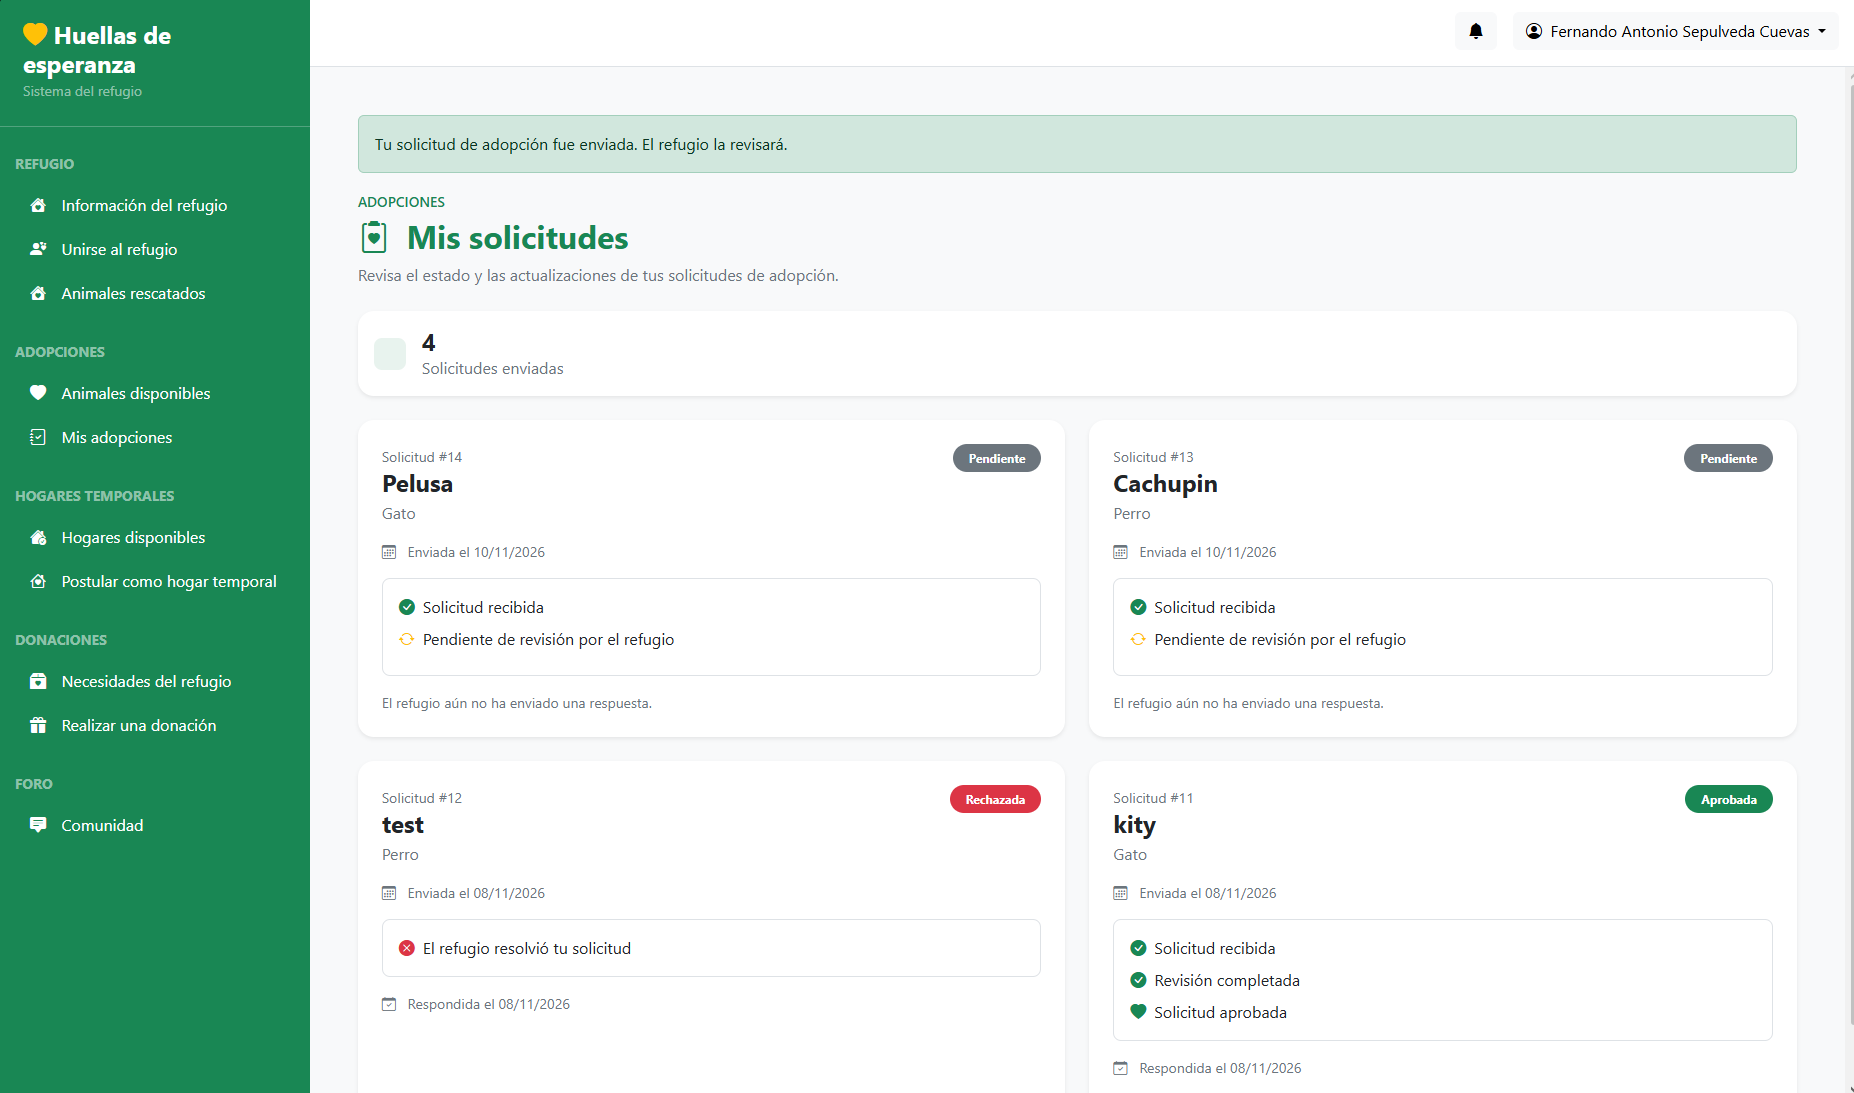 Huellas de
esperanza
Sistema del refugio
REFUGIO
Información del refugio
Unirse al refugio
Animales rescatados
ADOPCIONES
Animales disponibles
Mis adopciones
HOGARES TEMPORALES
Hogares disponibles
Postular como hogar temporal
DONACIONES
Necesidades del refugio
Realizar una donación
FORO
Comunidad
Fernando Antonio Sepulveda Cuevas
Tu solicitud de adopción fue enviada. El refugio la revisará.
ADOPCIONES
Mis solicitudes
Revisa el estado y las actualizaciones de tus solicitudes de adopción.
4
Solicitudes enviadas
Solicitud #14
Pendiente
Pelusa
Gato
Enviada el 10/11/2026
Solicitud recibida
Pendiente de revisión por el refugio
El refugio aún no ha enviado una respuesta.
Solicitud #13
Pendiente
Cachupin
Perro
Enviada el 10/11/2026
Solicitud recibida
Pendiente de revisión por el refugio
El refugio aún no ha enviado una respuesta.
Solicitud #12
Rechazada
test
Perro
Enviada el 08/11/2026
El refugio resolvió tu solicitud
Respondida el 08/11/2026
Solicitud #11
Aprobada
kity
Gato
Enviada el 08/11/2026
Solicitud recibida
Revisión completada
Solicitud aprobada
Respondida el 08/11/2026